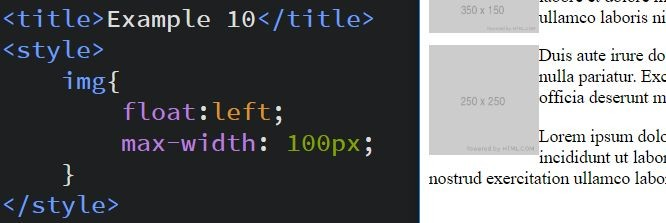 <title>Example 10</title>
<style>
img{
float:left;
max-width: 100px;
}
</style>
350 x 150
powered by HTML.COM
ullamco laboris ni
250 x 250
powered by HTML.COM
Duis aute irure do
nulla pariatur. Exc
officia deserunt m
Lorem ipsum dolo
incididunt ut labor
nostrud exercitation ullamco labor